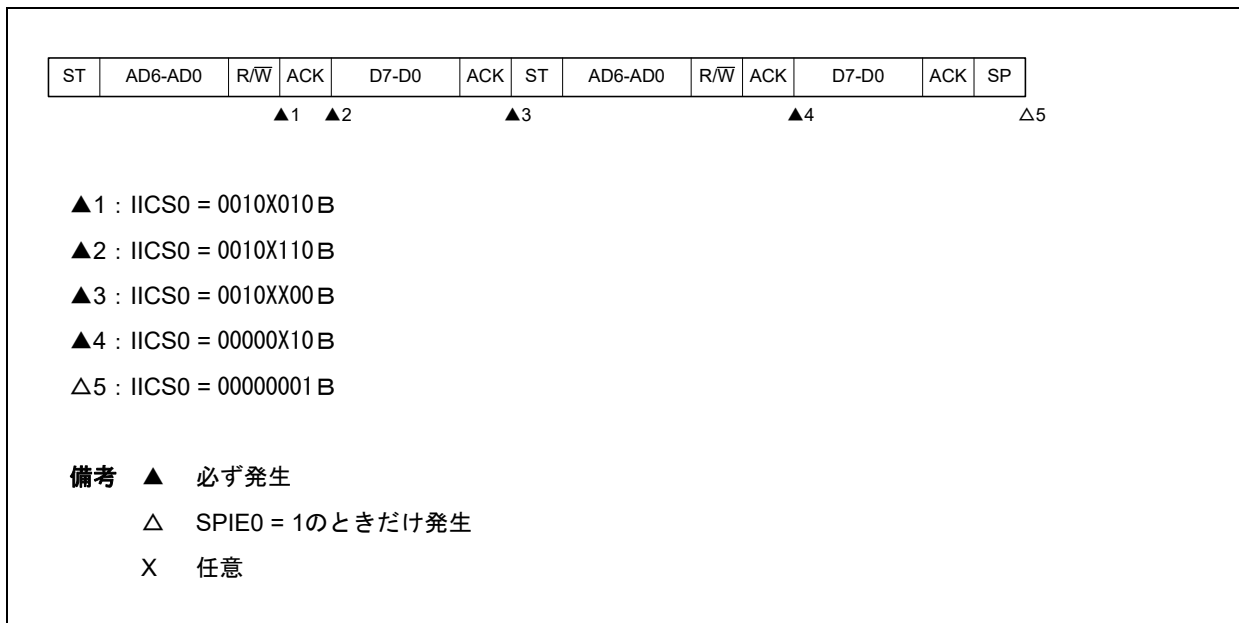 ST AD6-AD0 R/W̅ ACK D7-D0 ACK ST AD6-AD0 R/W̅ ACK D7-D0 ACK SP
▲1 ▲2 ▲3 ▲4 △5
▲1：IICS0 = 0010X010B
▲2：IICS0 = 0010X110B
▲3：IICS0 = 0010XX00B
▲4：IICS0 = 00000X10B
△5：IICS0 = 00000001B
備考 ▲ 必ず発生
△ SPIE0 = 1のときだけ発生
X 任意